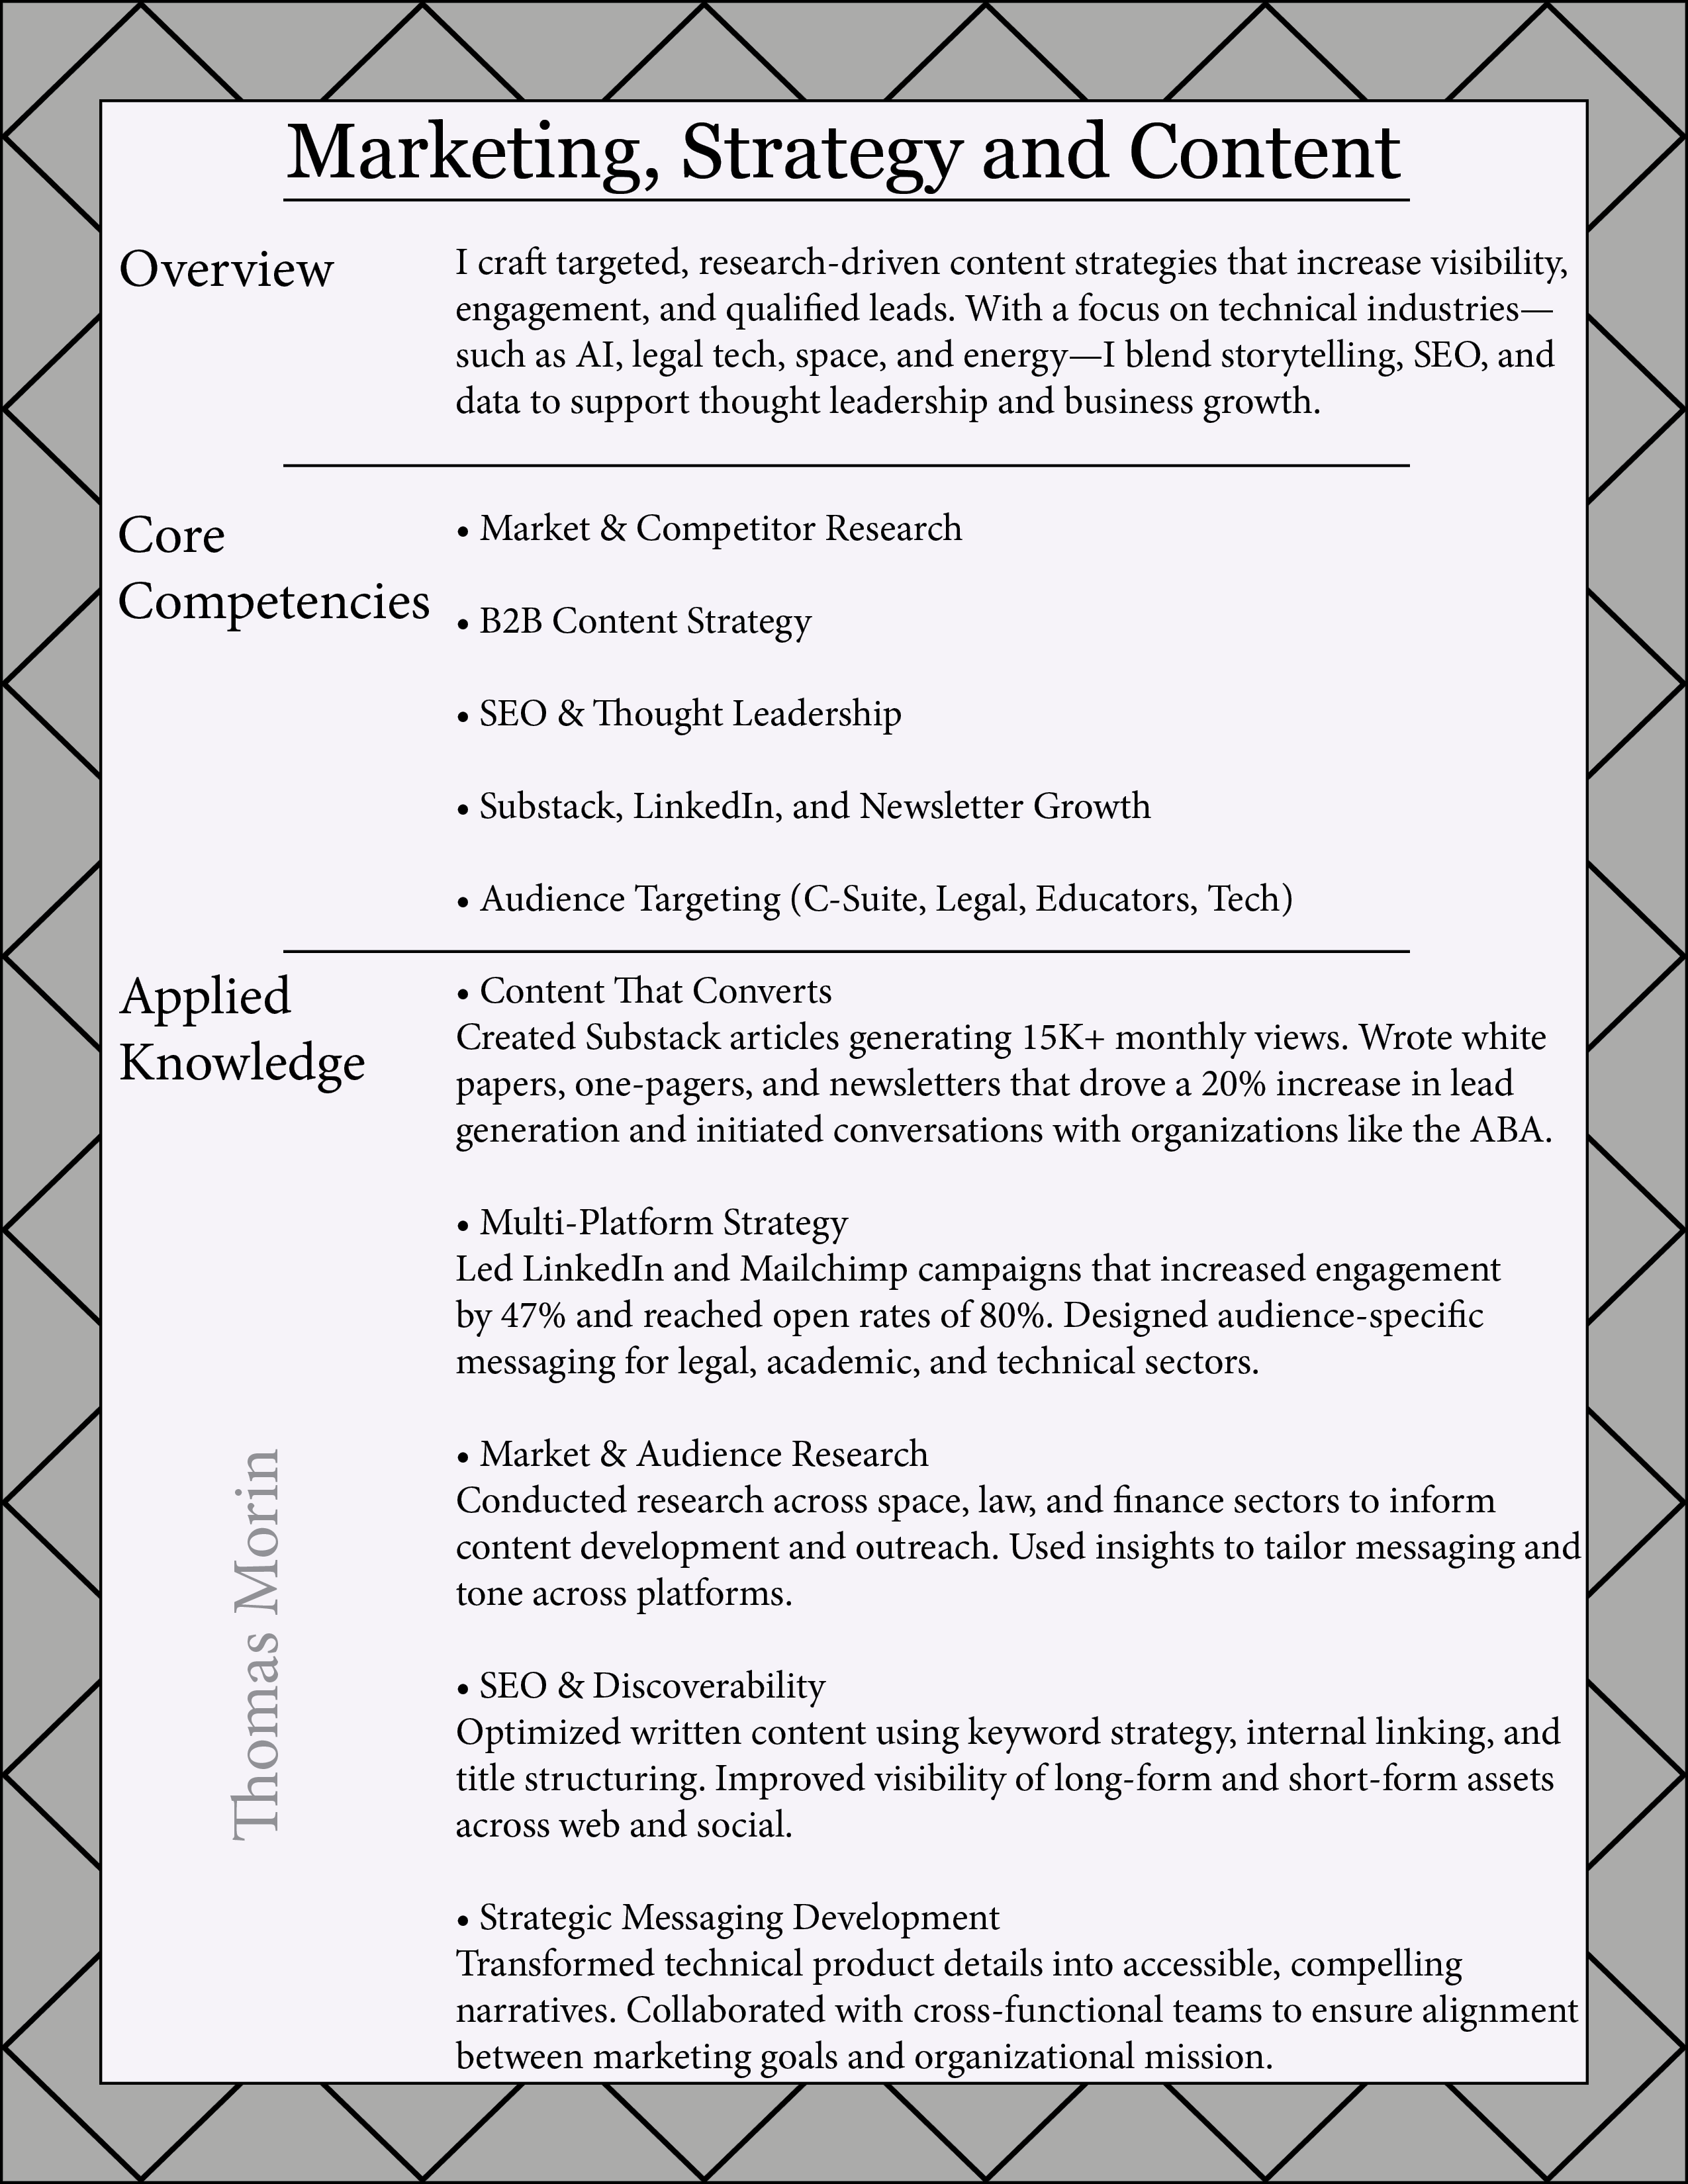 Marketing, Strategy and Content
Overview
I craft targeted, research-driven content strategies that increase visibility,
engagement, and qualified leads. With a focus on technical industries—
such as AI, legal tech, space, and energy—I blend storytelling, SEO, and
data to support thought leadership and business growth.
Core
Competencies
• Market & Competitor Research
• B2B Content Strategy
• SEO & Thought Leadership
• Substack, LinkedIn, and Newsletter Growth
• Audience Targeting (C-Suite, Legal, Educators, Tech)
Applied
Knowledge
• Content That Converts
Created Substack articles generating 15K+ monthly views. Wrote white
papers, one-pagers, and newsletters that drove a 20% increase in lead
generation and initiated conversations with organizations like the ABA.
• Multi-Platform Strategy
Led LinkedIn and Mailchimp campaigns that increased engagement
by 47% and reached open rates of 80%. Designed audience-specific
messaging for legal, academic, and technical sectors.
• Market & Audience Research
Conducted research across space, law, and finance sectors to inform
content development and outreach. Used insights to tailor messaging and
tone across platforms.
• SEO & Discoverability
Optimized written content using keyword strategy, internal linking, and
title structuring. Improved visibility of long-form and short-form assets
across web and social.
• Strategic Messaging Development
Transformed technical product details into accessible, compelling
narratives. Collaborated with cross-functional teams to ensure alignment
between marketing goals and organizational mission.
Thomas Morin